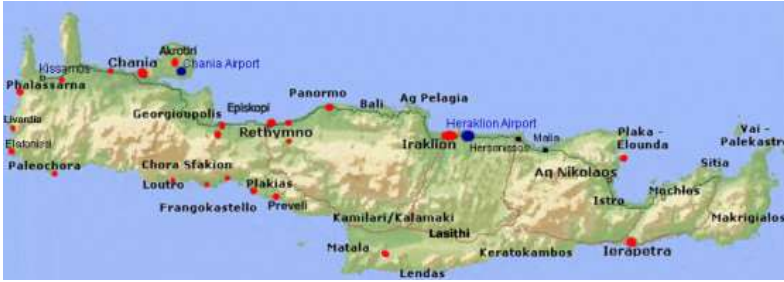 Akrotiri
Chania
Chania Airport
Kissamos
Phalassarna
Georgioupolis
Episkopi
Panormo
Bali
Ag Pelagia
Heraklion Airport
Rethymno
Iraklion
Hersonissos
Malia
Plaka -
Elounda
Vai -
Palekastro
Livardia
Elafonissi
Paleochora
Chora Sfakion
Loutro
Frangokastello
Plakias
Preveli
Ag Nikolaos
Sitia
Mochlos
Istro
Makrigialos
Kamilari/Kalamaki
Lasithi
Matala
Keratokambos
Ierapetra
Lendas